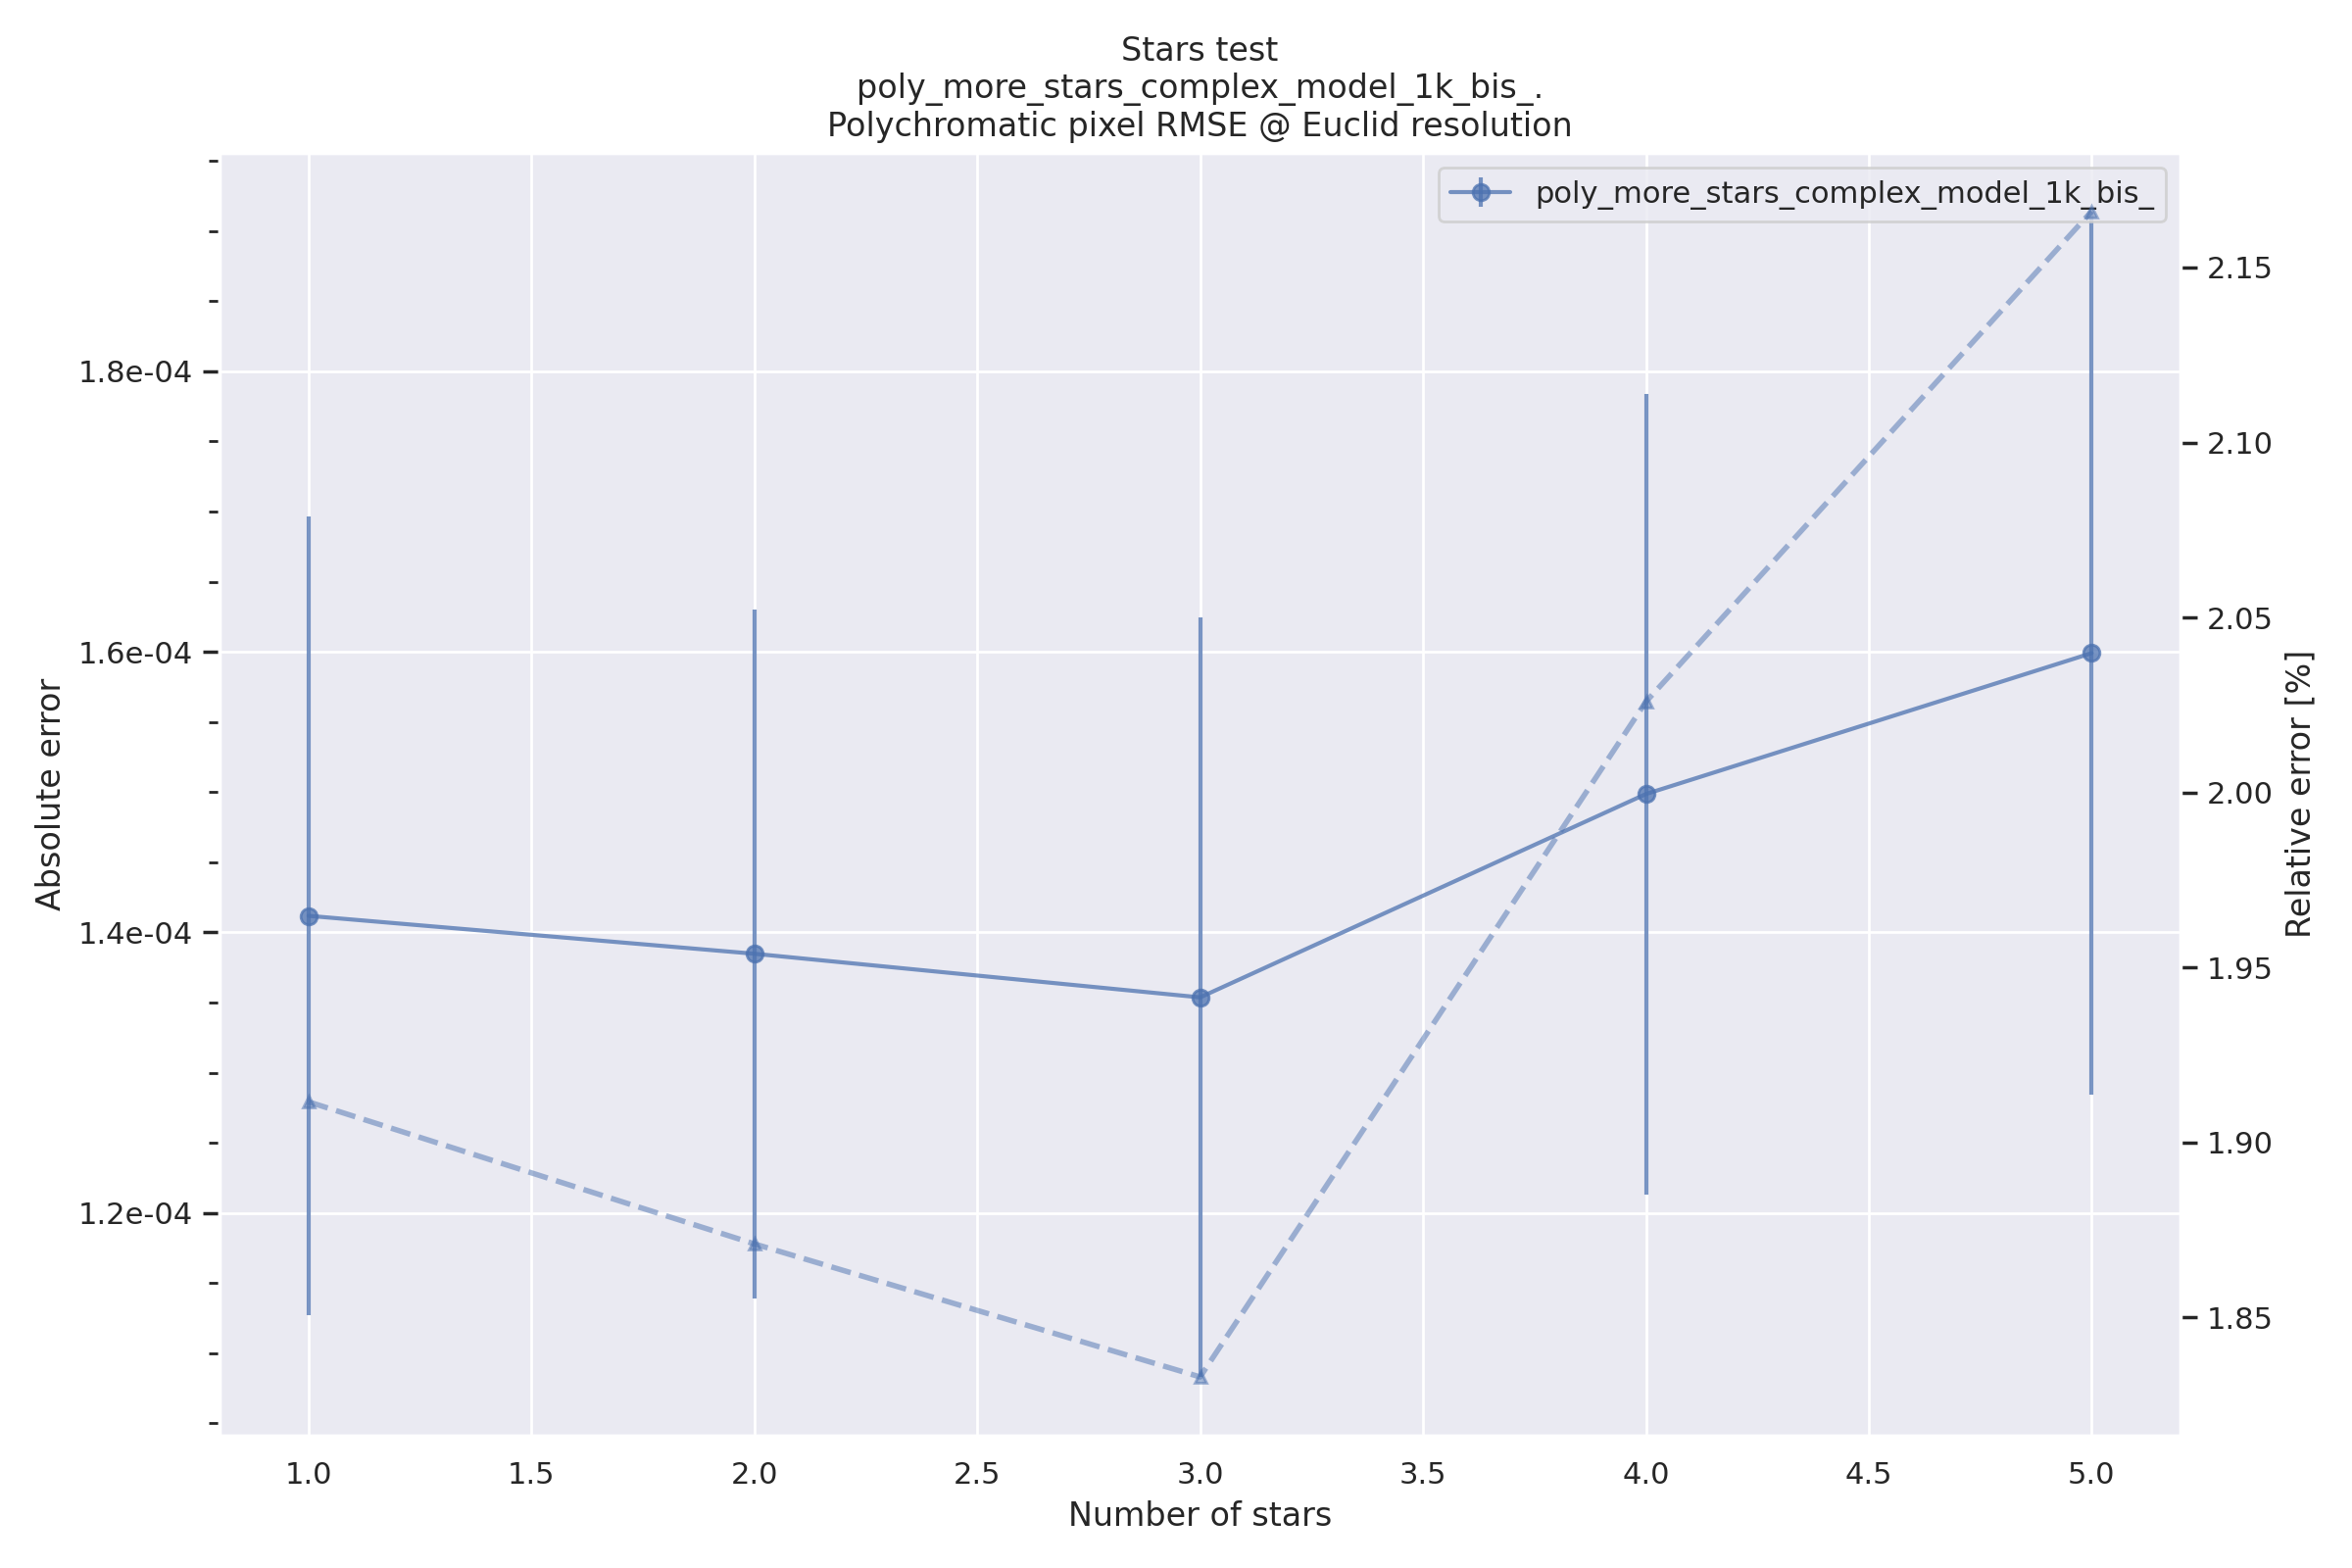 Stars test
poly_more_stars_complex_model_1k_bis_.
Polychromatic pixel RMSE @ Euclid resolution
poly_more_stars_complex_model_1k_bis_
1.8e-04
1.6e-04
1.4e-04
1.2e-04
Absolute error
2.15
2.10
2.05
2.00
1.95
1.90
1.85
Relative error [%]
1.0 1.5 2.0 2.5 3.0 3.5 4.0 4.5 5.0
Number of stars